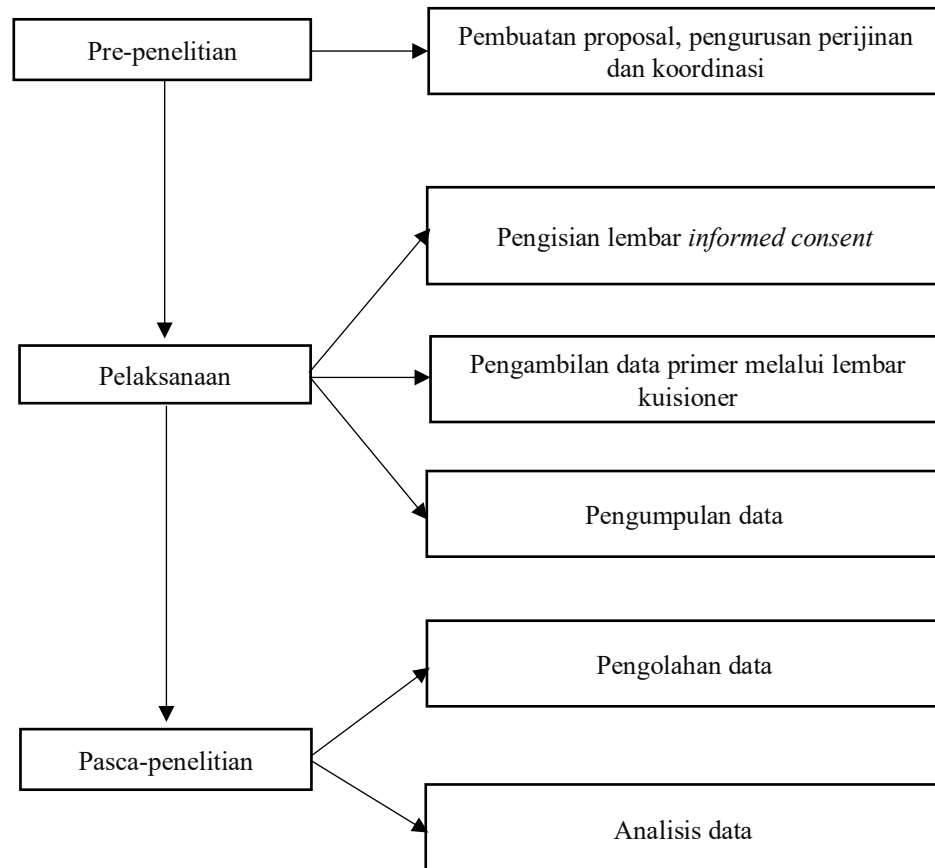 Pre-penelitian
Pembuatan proposal, pengurusan perijinan
dan koordinasi
Pengisian lembar informed consent
Pelaksanaan
Pengambilan data primer melalui lembar
kuisioner
Pengumpulan data
Pengolahan data
Pasca-penelitian
Analisis data